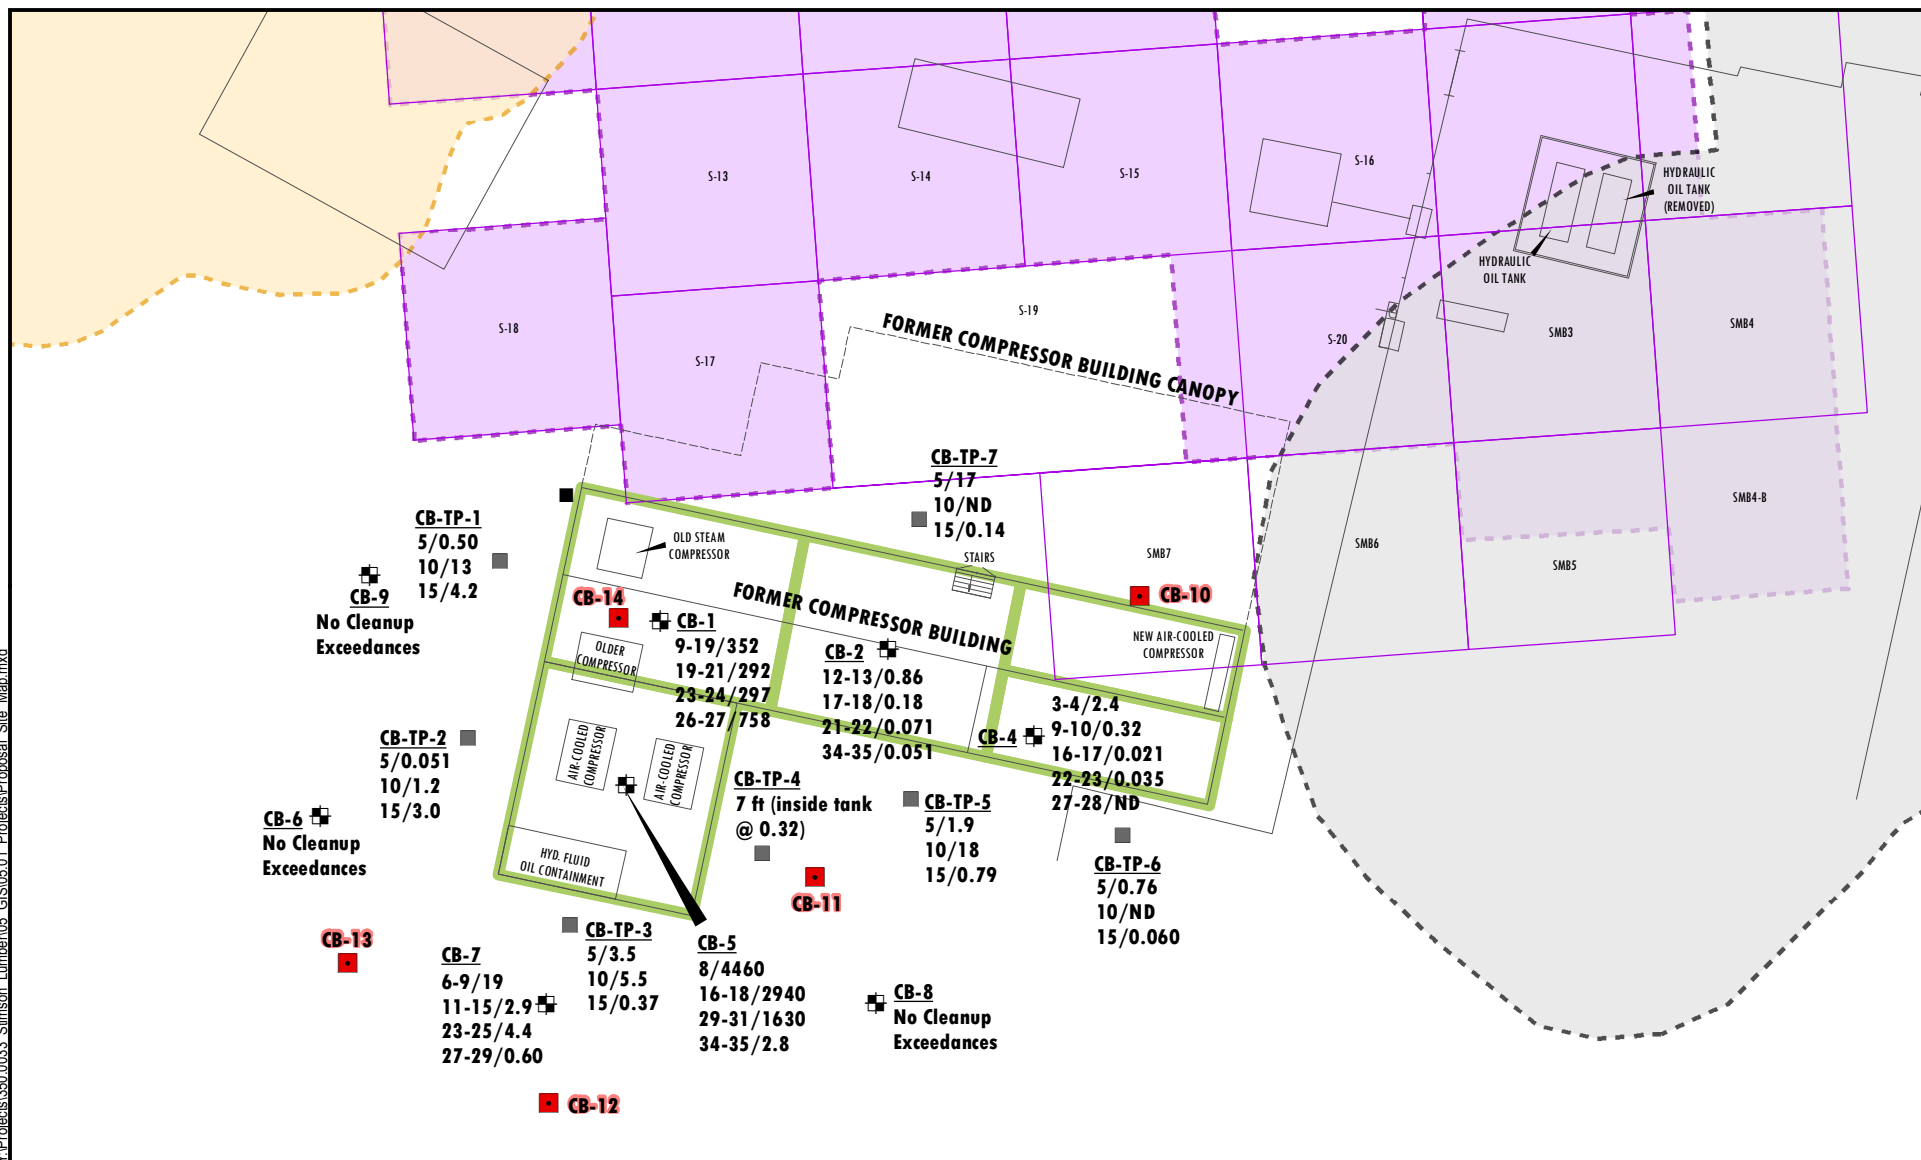 S-13
S-14
S-15
S-16
HYDRAULIC
OIL TANK
(REMOVED)
HYDRAULIC
OIL TANK
S-18
S-17
S-19
S-20
SMB3
SMB4
FORMER COMPRESSOR BUILDING CANOPY
CB-TP-7
5/17
10/ND
15/0.14
SMB4-B
CB-TP-1
5/0.50
10/13
15/4.2
OLD STEAM
COMPRESSOR
STAIRS
SMB7
SMB6
SMB5
CB-9
No Cleanup
Exceedances
CB-14
CB-1
9-19/352
19-21/292
23-24/297
26-27/758
FORMER COMPRESSOR BUILDING
CB-10
OLDER
COMPRESSOR
CB-2
12-13/0.86
17-18/0.18
21-22/0.071
34-35/0.051
NEW AIR-COOLED
COMPRESSOR
CB-4
3-4/2.4
9-10/0.32
16-17/0.021
22-23/0.035
27-28/ND
CB-TP-2
5/0.051
10/1.2
15/3.0
AIR-COOLED
COMPRESSOR
AIR-COOLED
COMPRESSOR
CB-TP-4
7 ft (inside tank
@ 0.32)
CB-TP-5
5/1.9
10/18
15/0.79
CB-6
No Cleanup
Exceedances
HYD. FLUID
OIL CONTAINMENT
CB-TP-6
5/0.76
10/ND
15/0.060
CB-11
CB-13
CB-TP-3
5/3.5
10/5.5
15/0.37
CB-7
6-9/19
11-15/2.9
23-25/4.4
27-29/0.60
CB-5
8/4460
16-18/2940
29-31/1630
34-35/2.8
CB-8
No Cleanup
Exceedances
CB-12